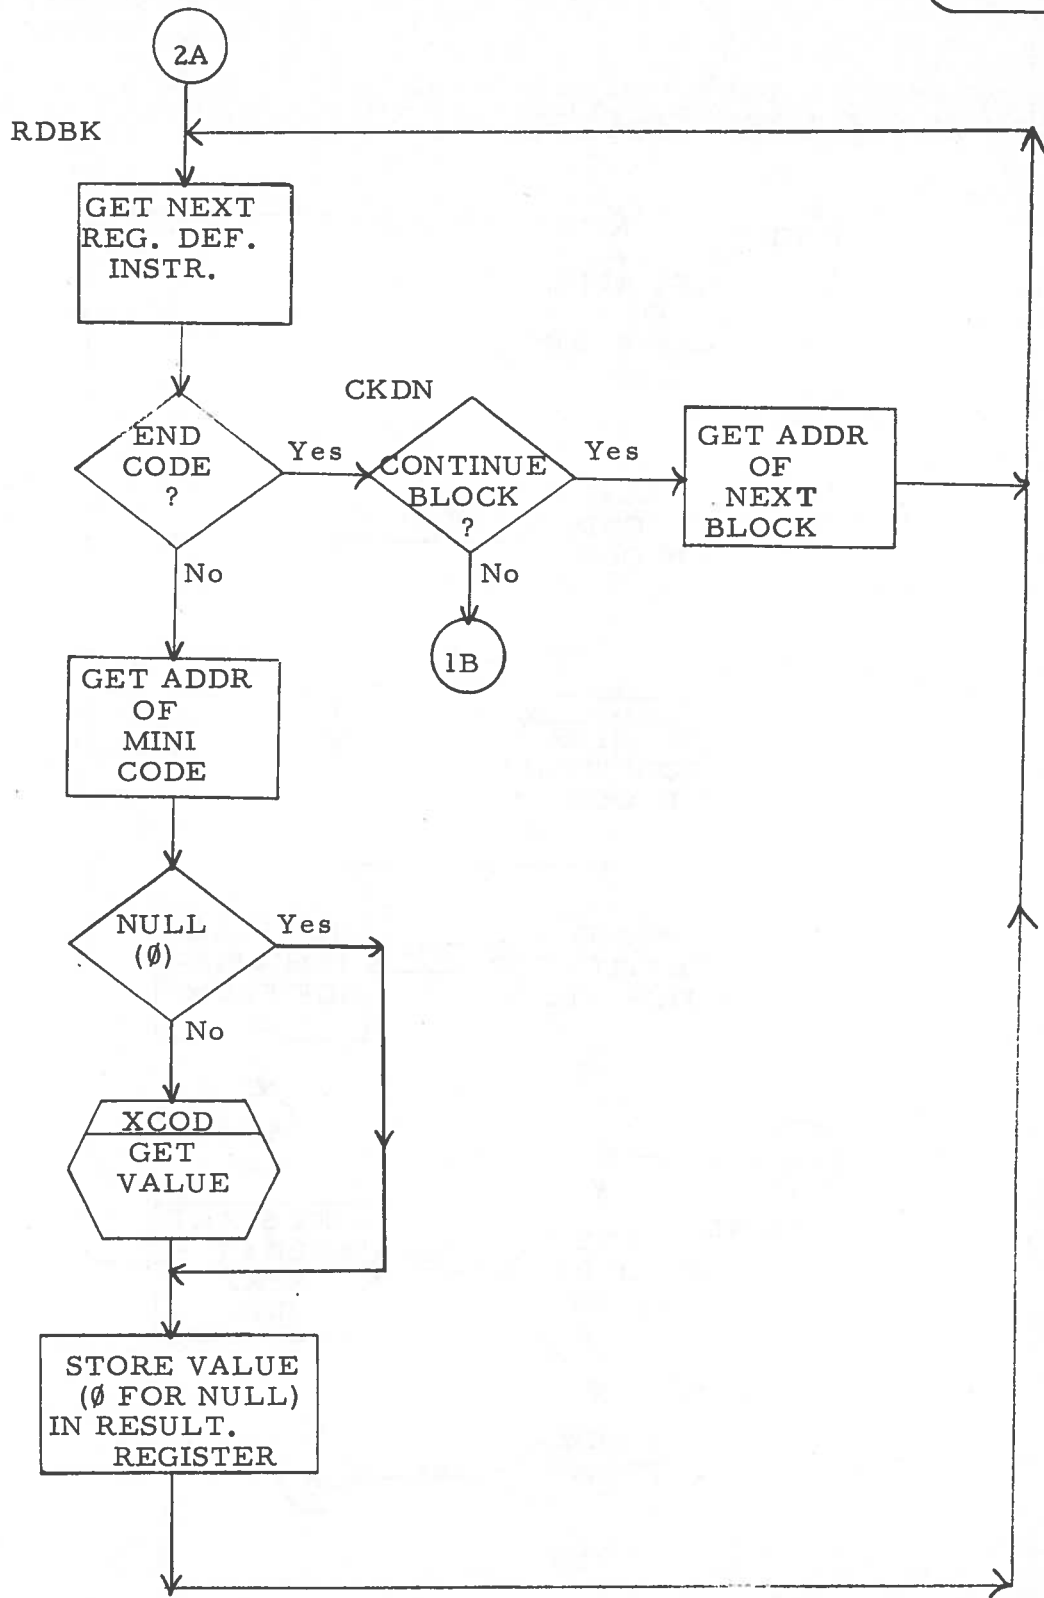 2A
RDBK
GET NEXT
REG. DEF.
INSTR.
END
CODE
?
Yes
No
CKDN
CONTINUE
BLOCK
?
Yes
No
GET ADDR
OF
NEXT
BLOCK
1B
GET ADDR
OF
MINI
CODE
NULL
(Ø)
Yes
No
XCOD
GET
VALUE
STORE VALUE
(Ø FOR NULL)
IN RESULT.
REGISTER